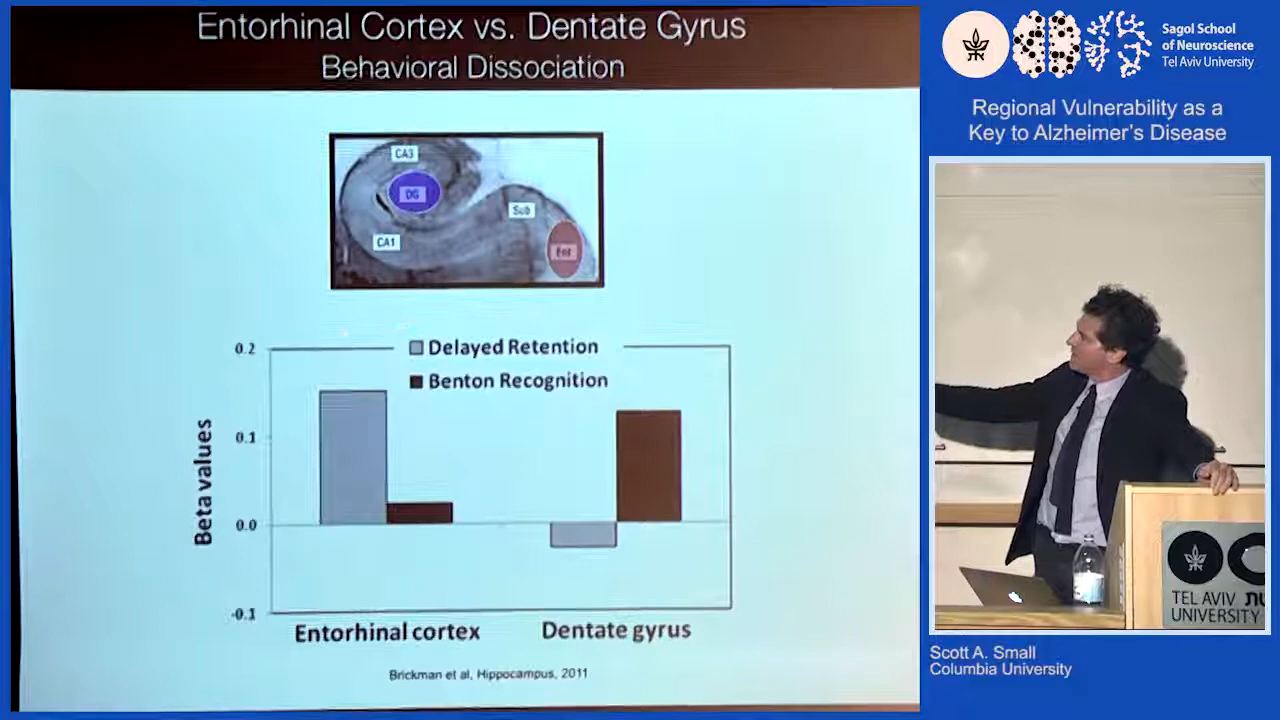 Entorhinal Cortex vs. Dentate Gyrus
Behavioral Dissociation
CA3
DG
Sub
CA1
Ent
0.2
0.1
0.0
-0.1
Beta values
Delayed Retention
Benton Recognition
Entorhinal cortex
Dentate gyrus
Brickman et al, Hippocampus, 2011
Sagol School
of Neuroscience
Tel Aviv University
Regional Vulnerability as a
Key to Alzheimer's Disease
TEL AVIV
UNIVERSITY
Scott A. Small
Columbia University